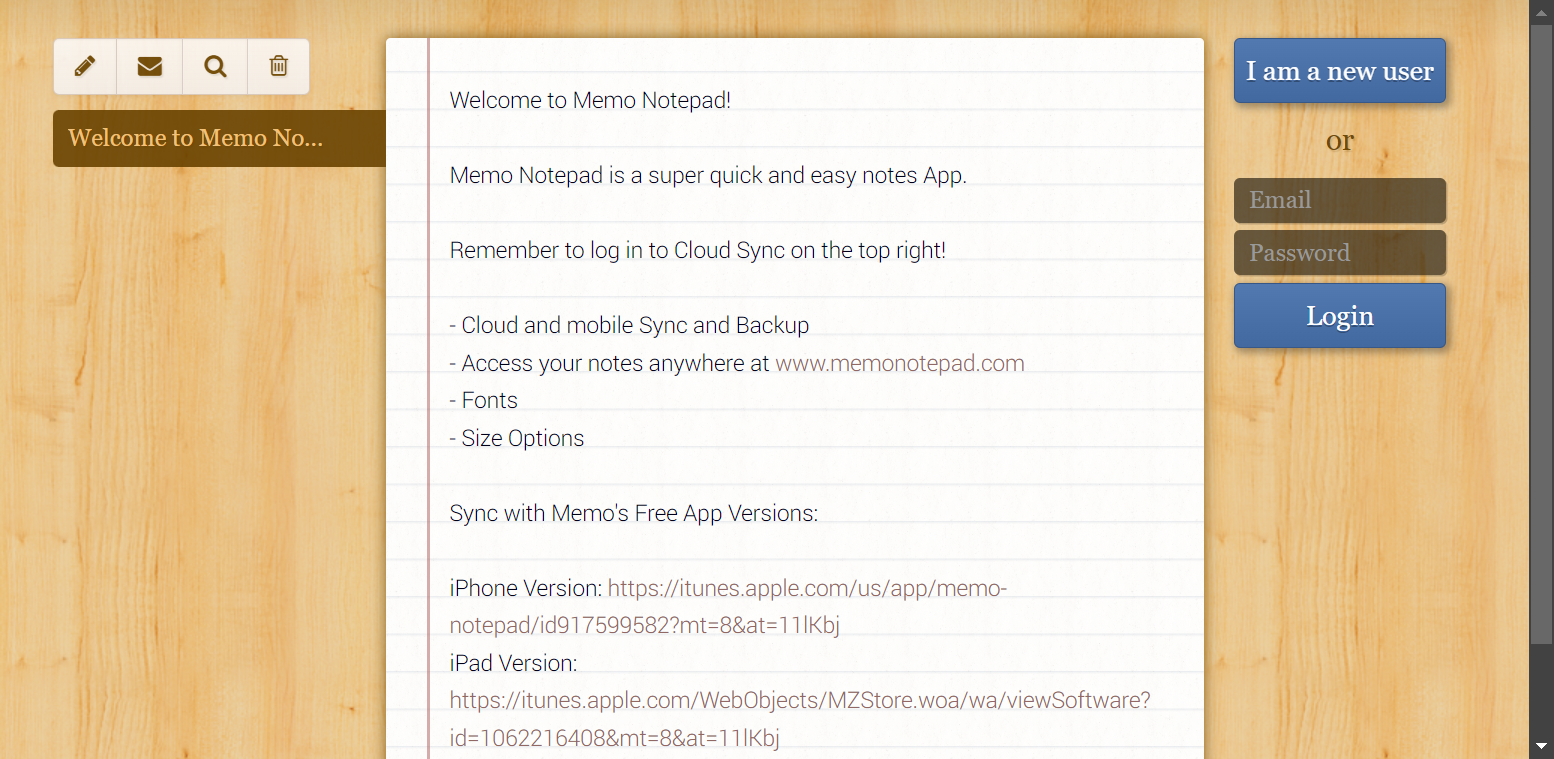 Welcome to Memo No...
Welcome to Memo Notepad!
Memo Notepad is a super quick and easy notes App.
Remember to log in to Cloud Sync on the top right!
- Cloud and mobile Sync and Backup
- Access your notes anywhere at www.memonotepad.com
- Fonts
- Size Options
Sync with Memo's Free App Versions:
iPhone Version: https://itunes.apple.com/us/app/memo-
notepad/id917599582?mt=8&at=11lKbj
iPad Version:
https://itunes.apple.com/WebObjects/MZStore.woa/wa/viewSoftware?
id=1062216408&mt=8&at=11lKbj
I am a new user
or
Email
Password
Login